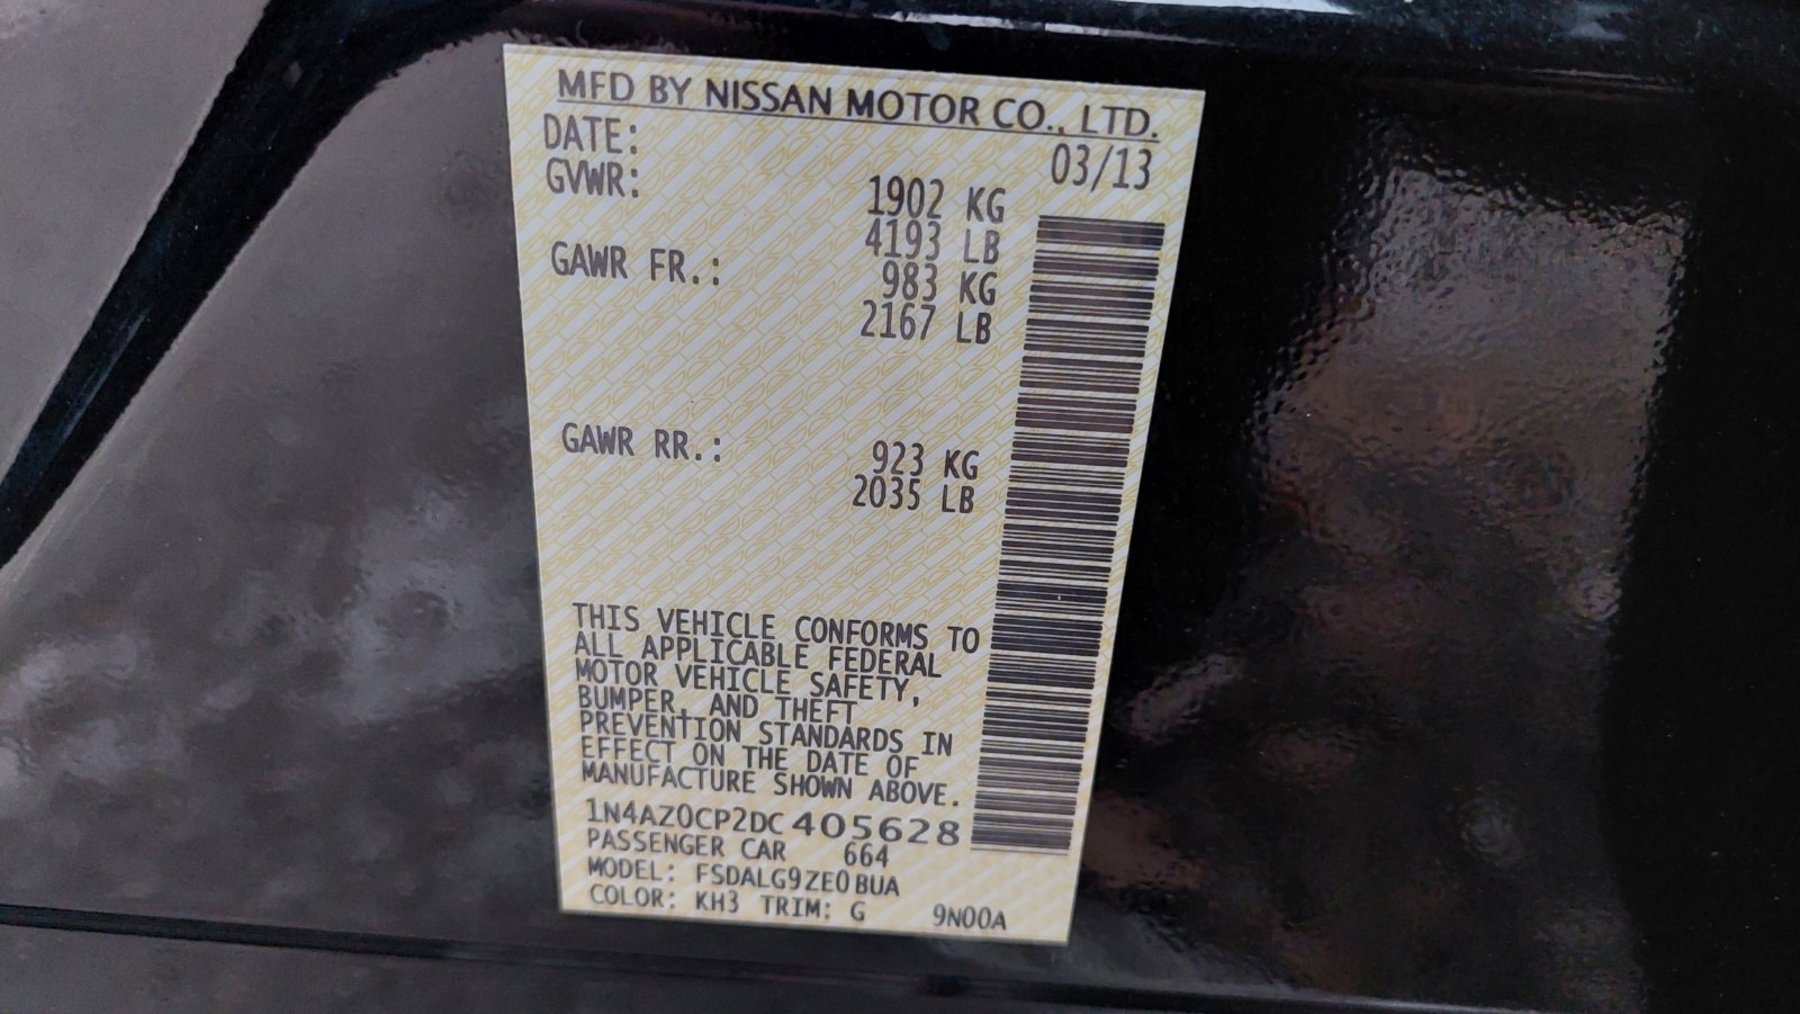 MFD BY NISSAN MOTOR CO., LTD.
DATE: 03/13
GVWR: 1902 KG
4193 LB
GAWR FR.: 983 KG
2167 LB
GAWR RR.: 923 KG
2035 LB
THIS VEHICLE CONFORMS TO
ALL APPLICABLE FEDERAL
MOTOR VEHICLE SAFETY,
BUMPER, AND THEFT
PREVENTION STANDARDS IN
EFFECT ON THE DATE OF
MANUFACTURE SHOWN ABOVE.
1N4AZ0CP2DC405628
PASSENGER CAR 664
MODEL: FSDALG9ZE0BUA
COLOR: KH3 TRIM: G 9N00A